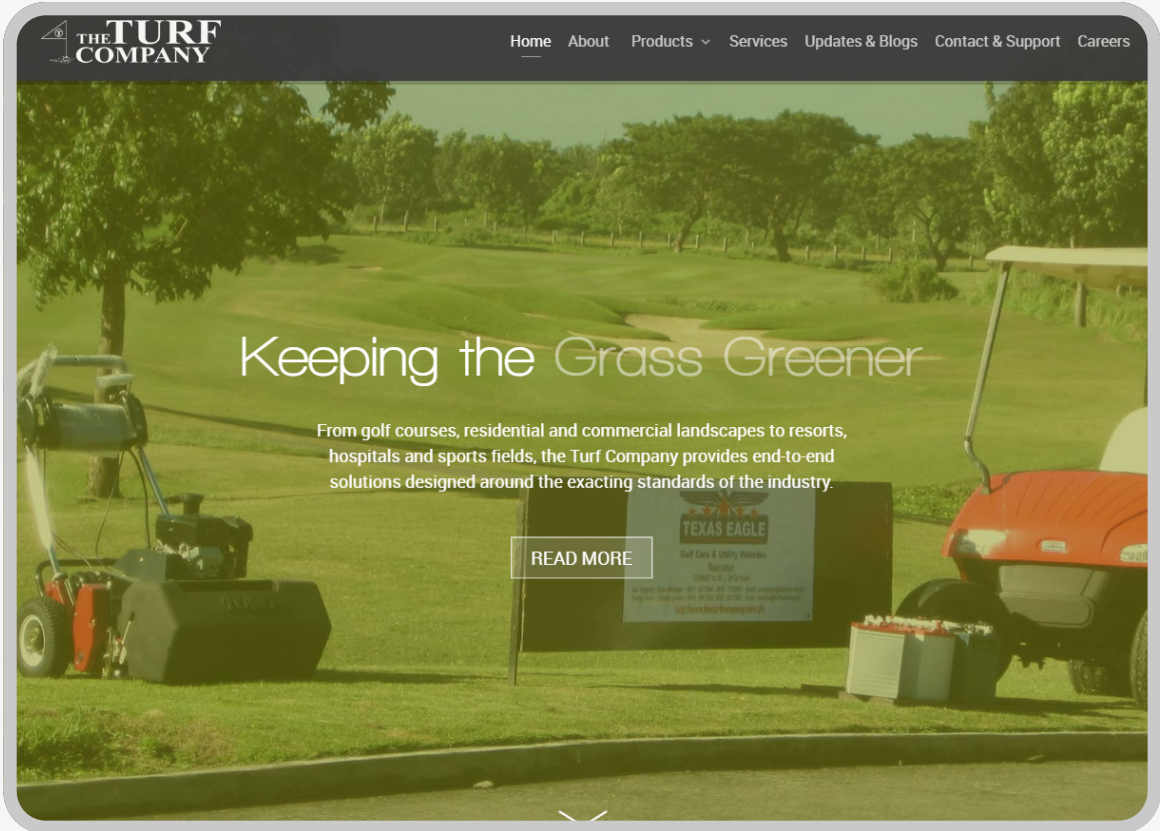 THE TURF
COMPANY
Home About Products Services Updates & Blogs Contact & Support Careers
Keeping the Grass Greener
From golf courses, residential and commercial landscapes to resorts,
hospitals and sports fields, the Turf Company provides end-to-end
solutions designed around the exacting standards of the industry.
TEXAS EAGLE
Golf Cars & Utility Vehicles
READ MORE